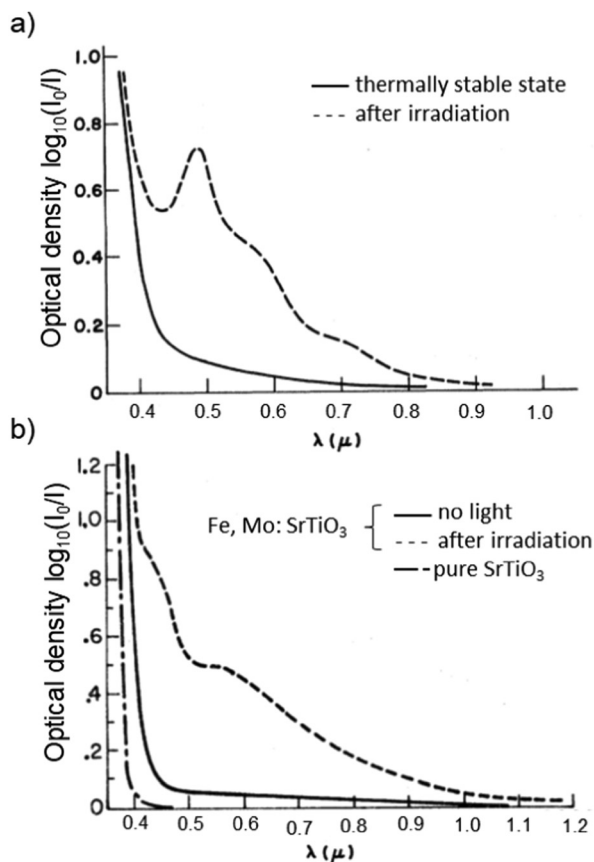 a)
Optical density log₁₀(I₀/I)
1.0
0.8
0.6
0.4
0.2
0
thermally stable state
after irradiation
0.4 0.5 0.6 0.7 0.8 0.9 1.0
λ(μ)
b)
Optical density log₁₀(I₀/I)
1.2
1.0
.8
.6
.4
.2
0
Fe, Mo: SrTiO₃
no light
after irradiation
pure SrTiO₃
0.4 0.5 0.6 0.7 0.8 0.9 1.0 1.1 1.2
λ(μ)